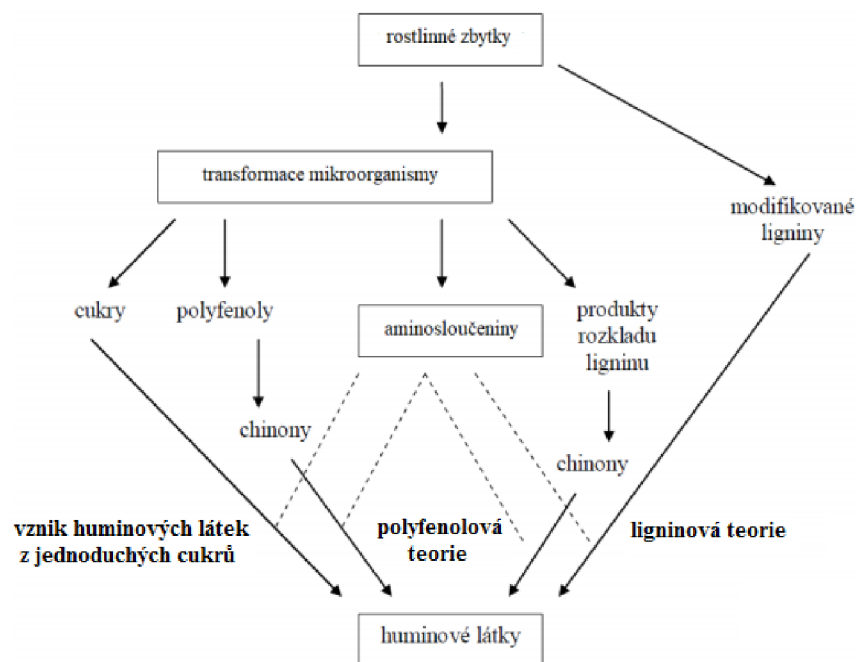 rostlinné zbytky
transformace mikroorganismy
modifikované
ligniny
cukry
polyfenoly
aminosloučeniny
produkty
rozkladu
ligninu
chinony
chinony
vznik huminových látek
z jednoduchých cukrů
polyfenolová
teorie
ligninová teorie
huminové látky